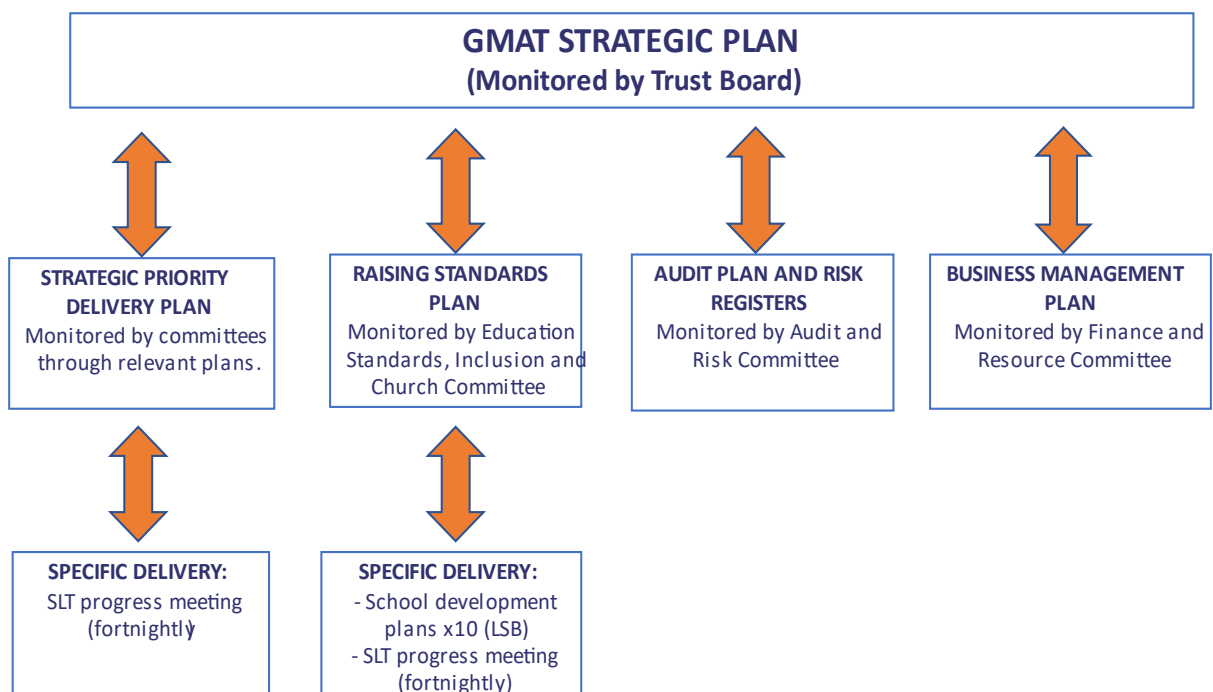 GMAT STRATEGIC PLAN
(Monitored by Trust Board)
STRATEGIC PRIORITY
DELIVERY PLAN
Monitored by committees
through relevant plans.
RAISING STANDARDS
PLAN
Monitored by Education
Standards, Inclusion and
Church Committee
AUDIT PLAN AND RISK
REGISTERS
Monitored by Audit and
Risk Committee
BUSINESS MANAGEMENT
PLAN
Monitored by Finance and
Resource Committee
SPECIFIC DELIVERY:
SLT progress meeting
(fortnightly)
SPECIFIC DELIVERY:
- School development
plans x10 (LSB)
- SLT progress meeting
(fortnightly)